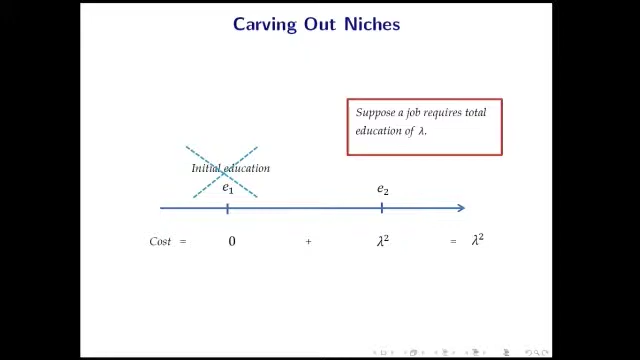 Carving Out Niches
Suppose a job requires total
education of λ.
Initial education
e₁ e₂
Cost = 0 + λ² = λ²